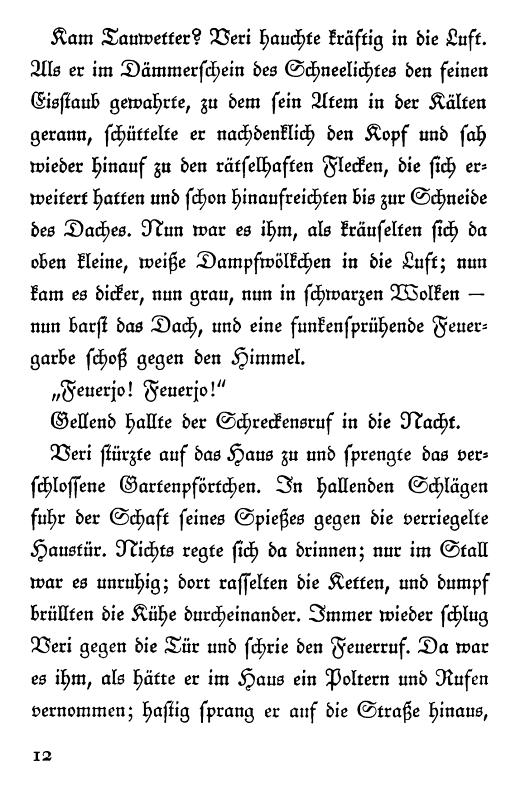 Kam Tauwetter? Veri hauchte kräftig in die Luft.
Als er im Dämmerschein des Schneelichtes den feinen
Eisstaub gewahrte, zu dem sein Atem in der Kälten
gerann, schüttelte er nachdenklich den Kopf und sah
wieder hinauf zu den rätselhaften Flecken, die sich er-
weitert hatten und schon hinaufreichten bis zur Schneide
des Daches. Nun war es ihm, als kräuselten sich da
oben kleine, weiße Dampfwölkchen in die Luft; nun
kam es dicker, nun grau, nun in schwarzen Wolken —
nun barst das Dach, und eine funkensprühende Feuer-
garbe schoß gegen den Himmel.
„Feuerjo! Feuerjo!“
Gellend hallte der Schreckensruf in die Nacht.
Veri stürzte auf das Haus zu und sprengte das ver-
schlossene Gartenpförtchen. In hallenden Schlägen
fuhr der Schaft seines Spießes gegen die verriegelte
Haustür. Nichts regte sich da drinnen; nur im Stall
war es unruhig; dort rasselten die Ketten, und dumpf
brüllten die Kühe durcheinander. Immer wieder schlug
Veri gegen die Tür und schrie den Feuerruf. Da war
es ihm, als hätte er im Haus ein Poltern und Rufen
vernommen; hastig sprang er auf die Straße hinaus,
12